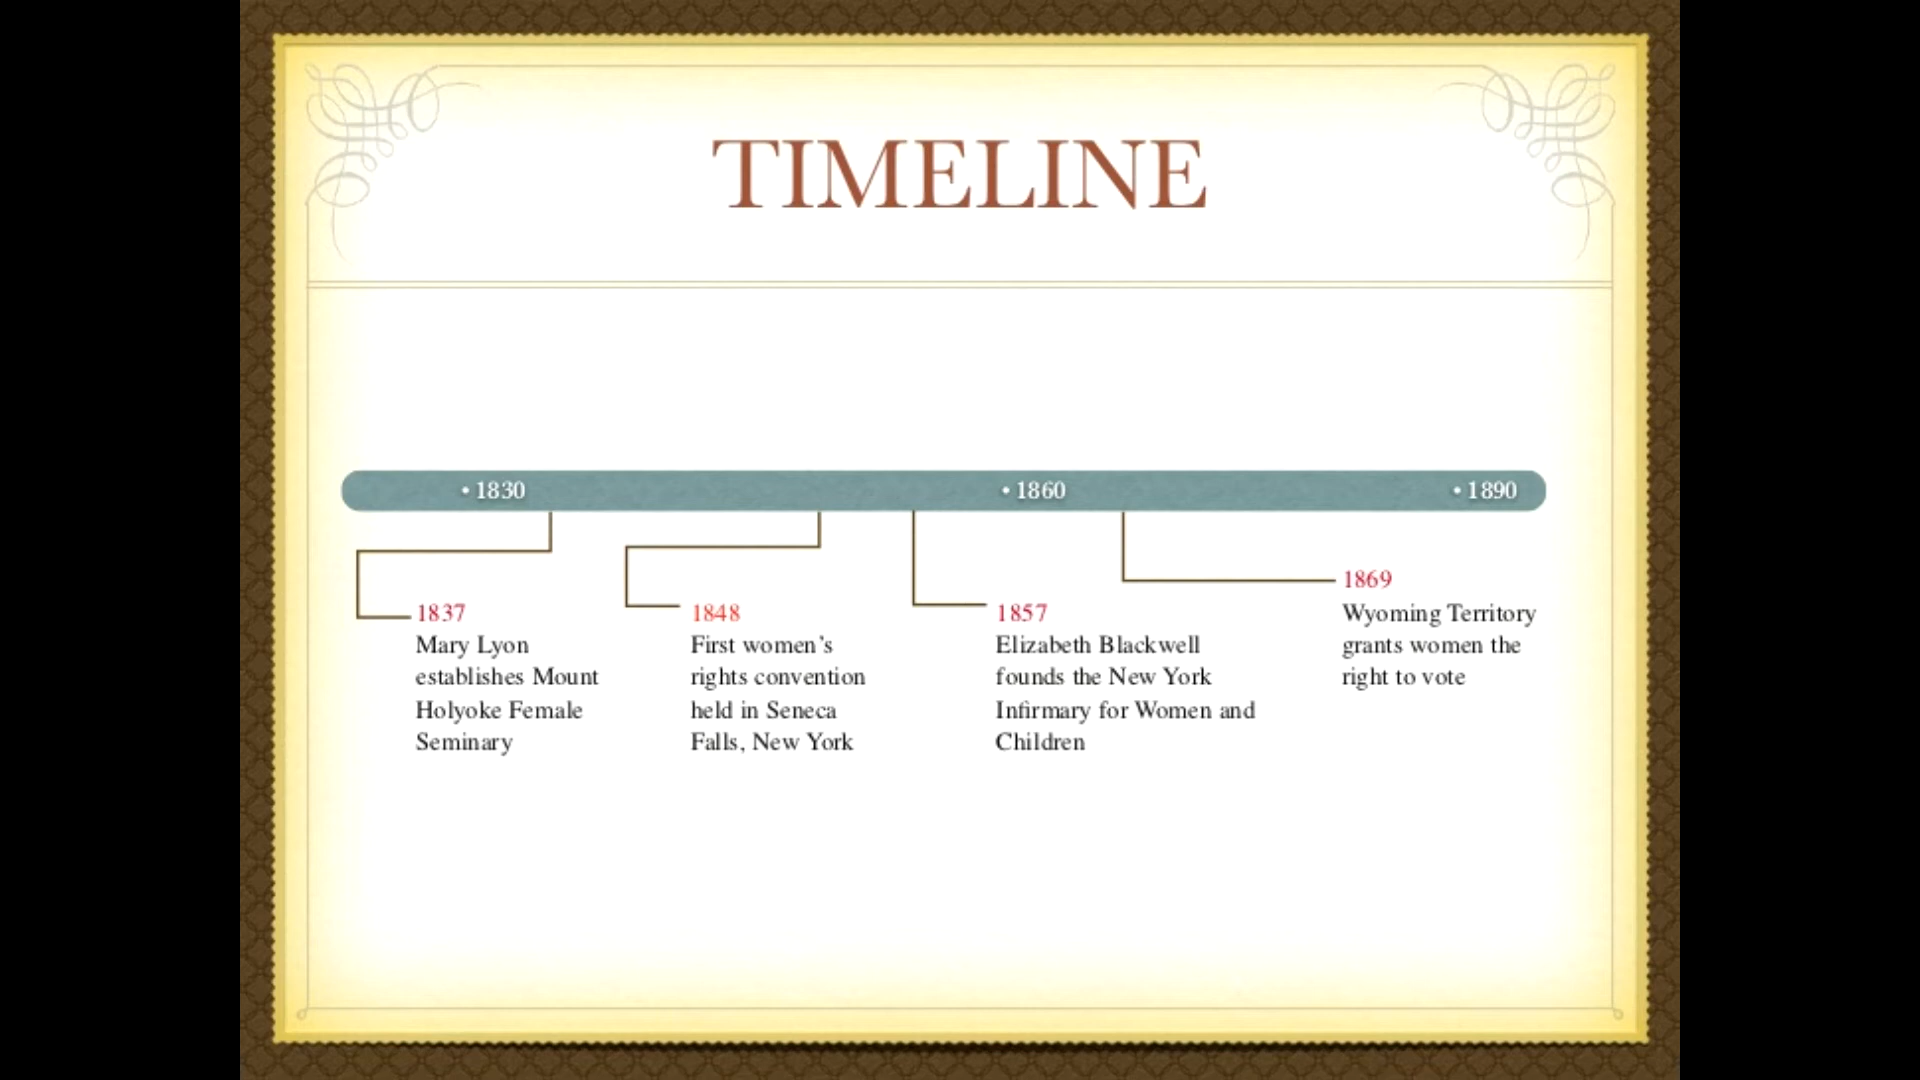 TIMELINE
• 1830
• 1860
• 1890
1837
Mary Lyon
establishes Mount
Holyoke Female
Seminary
1848
First women’s
rights convention
held in Seneca
Falls, New York
1857
Elizabeth Blackwell
founds the New York
Infirmary for Women and
Children
1869
Wyoming Territory
grants women the
right to vote